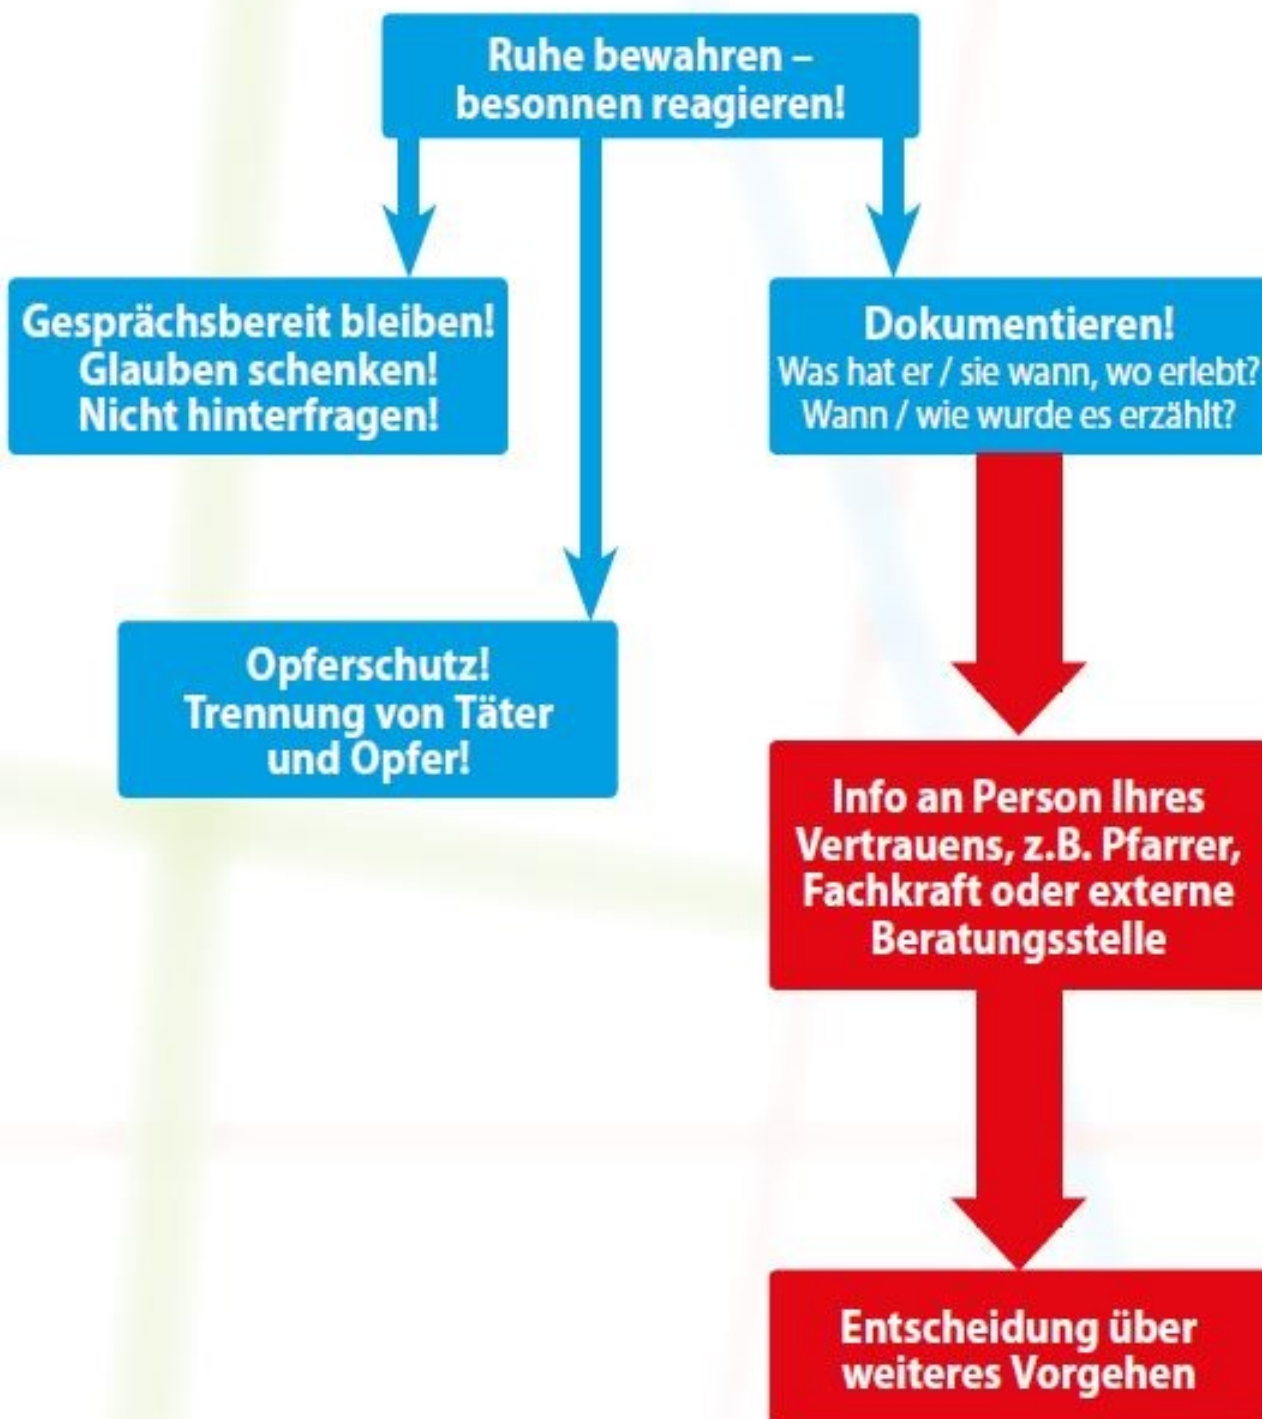 Ruhe bewahren –
besonnen reagieren!
Gesprächsbereit bleiben!
Glauben schenken!
Nicht hinterfragen!
Dokumentieren!
Was hat er / sie wann, wo erlebt?
Wann / wie wurde es erzählt?
Opferschutz!
Trennung von Täter
und Opfer!
Info an Person Ihres
Vertrauens, z.B. Pfarrer,
Fachkraft oder externe
Beratungsstelle
Entscheidung über
weiteres Vorgehen